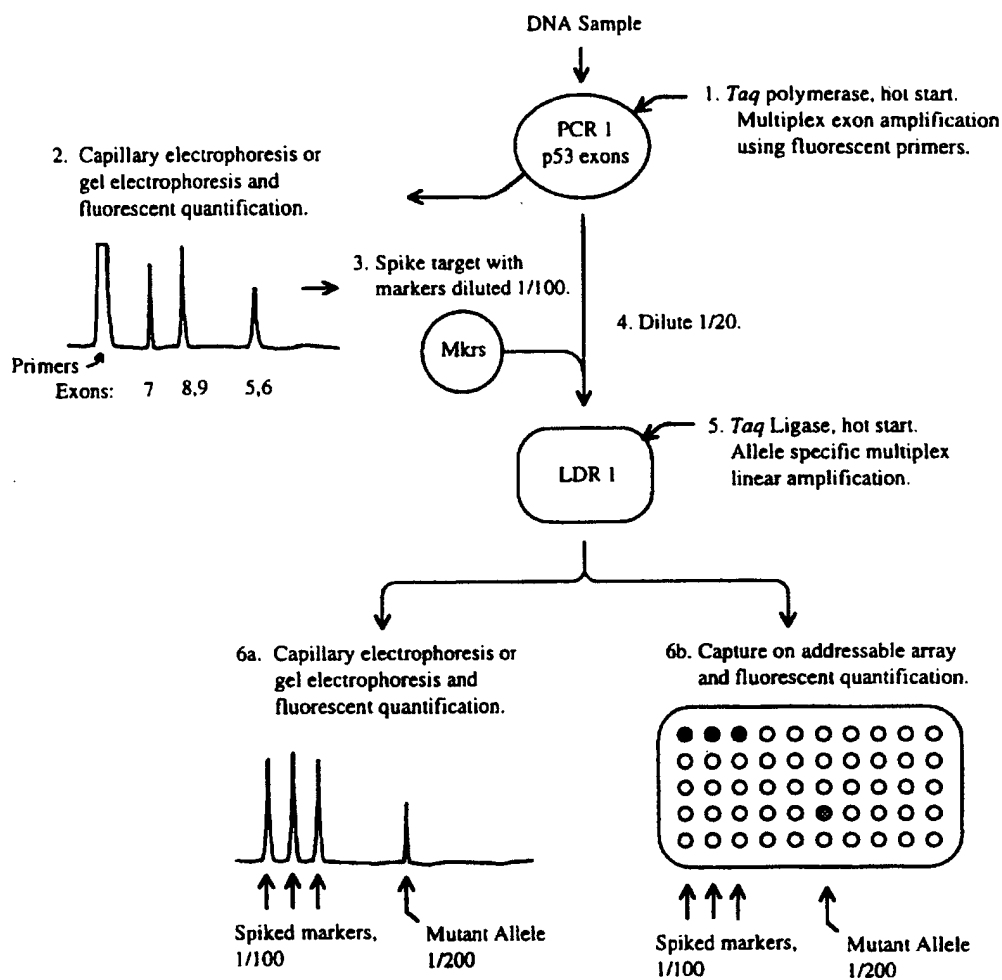 DNA Sample
PCR 1
p53 exons
1. Taq polymerase, hot start.
Multiplex exon amplification
using fluorescent primers.
2. Capillary electrophoresis or
gel electrophoresis and
fluorescent quantification.
Primers
Exons: 7 8,9 5,6
3. Spike target with
markers diluted 1/100.
Mkrs
4. Dilute 1/20.
5. Taq Ligase, hot start.
Allele specific multiplex
linear amplification.
LDR 1
6a. Capillary electrophoresis or
gel electrophoresis and
fluorescent quantification.
Spiked markers,
1/100
Mutant Allele
1/200
6b. Capture on addressable array
and fluorescent quantification.
Spiked markers,
1/100
Mutant Allele
1/200